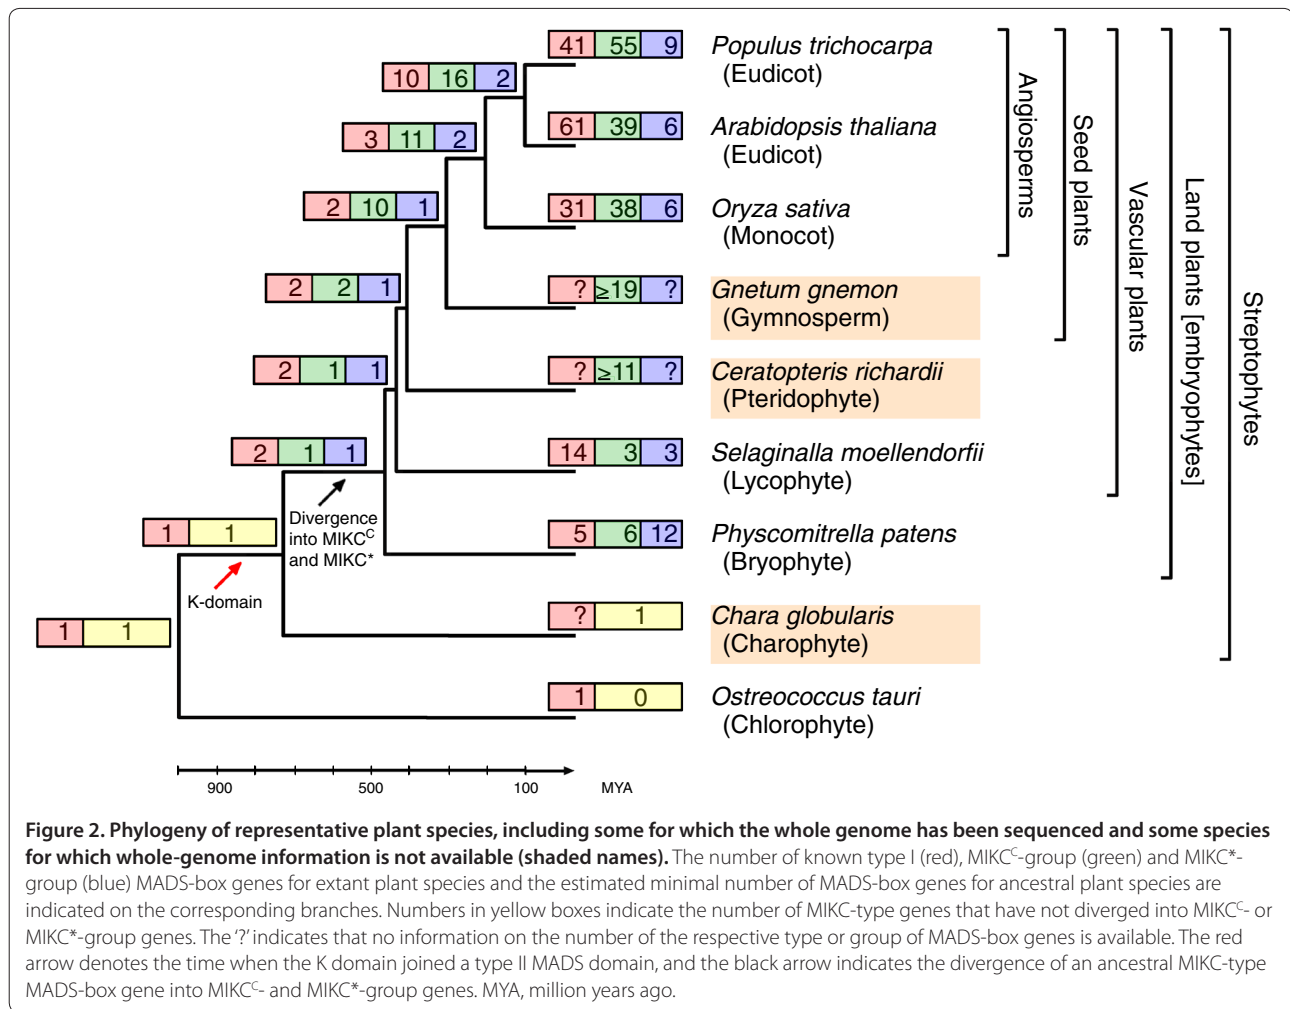 41 55 9
Populus trichocarpa
(Eudicot)
10 16 2
61 39 6
Arabidopsis thaliana
(Eudicot)
3 11 2
31 38 6
Oryza sativa
(Monocot)
2 10 1
? ≥19 ?
Gnetum gnemon
(Gymnosperm)
2 2 1
? ≥11 ?
Ceratopteris richardii
(Pteridophyte)
2 1 1
14 3 3
Selaginalla moellendorfii
(Lycophyte)
2 1 1
Divergence
into MIKCC
and MIKC*
5 6 12
Physcomitrella patens
(Bryophyte)
1 1
K-domain
? 1
Chara globularis
(Charophyte)
1 1
1 0
Ostreococcus tauri
(Chlorophyte)
Angiosperms
Seed plants
Vascular plants
Land plants [embryophytes]
Streptophytes
900 500 100 MYA
Figure 2. Phylogeny of representative plant species, including some for which the whole genome has been sequenced and some species
for which whole-genome information is not available (shaded names). The number of known type I (red), MIKCC-group (green) and MIKC*-
group (blue) MADS-box genes for extant plant species and the estimated minimal number of MADS-box genes for ancestral plant species are
indicated on the corresponding branches. Numbers in yellow boxes indicate the number of MIKC-type genes that have not diverged into MIKCC- or
MIKC*-group genes. The ‘?’ indicates that no information on the number of the respective type or group of MADS-box genes is available. The red
arrow denotes the time when the K domain joined a type II MADS domain, and the black arrow indicates the divergence of an ancestral MIKC-type
MADS-box gene into MIKCC- and MIKC*-group genes. MYA, million years ago.